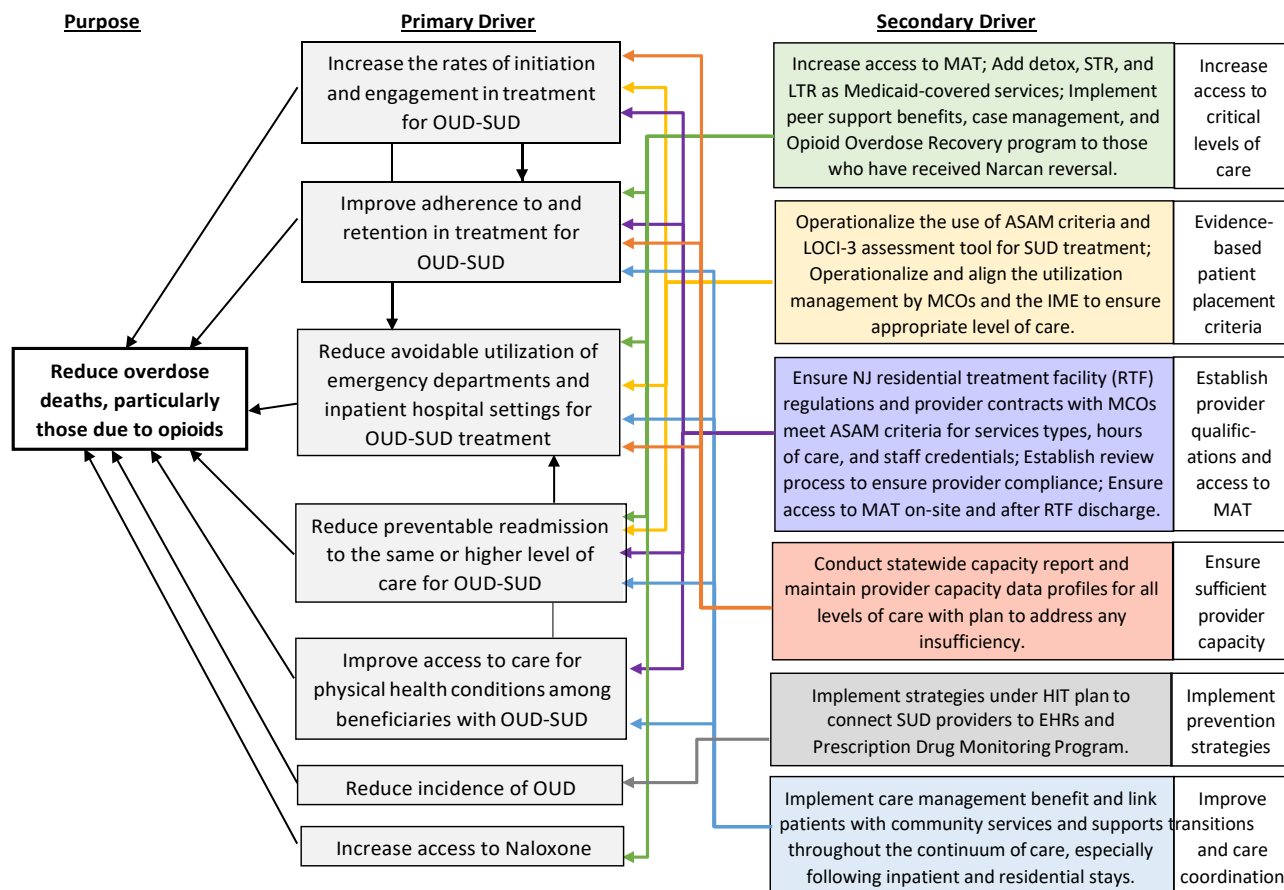 Purpose
Primary Driver
Secondary Driver
Increase the rates of initiation
and engagement in treatment
for OUD-SUD
Improve adherence to and
retention in treatment for
OUD-SUD
Reduce avoidable utilization of
emergency departments and
inpatient hospital settings for
OUD-SUD treatment
Reduce overdose
deaths, particularly
those due to opioids
Reduce preventable readmission
to the same or higher level of
care for OUD-SUD
Improve access to care for
physical health conditions among
beneficiaries with OUD-SUD
Reduce incidence of OUD
Increase access to Naloxone
Increase access to MAT; Add detox, STR, and
LTR as Medicaid-covered services; Implement
peer support benefits, case management, and
Opioid Overdose Recovery program to those
who have received Narcan reversal.
Increase
access to
critical
levels of
care
Operationalize the use of ASAM criteria and
LOCI-3 assessment tool for SUD treatment;
Operationalize and align the utilization
management by MCOs and the IME to ensure
appropriate level of care.
Evidence-
based
patient
placement
criteria
Ensure NJ residential treatment facility (RTF)
regulations and provider contracts with MCOs
meet ASAM criteria for services types, hours
of care, and staff credentials; Establish review
process to ensure provider compliance; Ensure
access to MAT on-site and after RTF discharge.
Establish
provider
qualific-
ations and
access to
MAT
Conduct statewide capacity report and
maintain provider capacity data profiles for all
levels of care with plan to address any
insufficiency.
Ensure
sufficient
provider
capacity
Implement strategies under HIT plan to
connect SUD providers to EHRs and
Prescription Drug Monitoring Program.
Implement
prevention
strategies
Implement care management benefit and link
patients with community services and supports
throughout the continuum of care, especially
following inpatient and residential stays.
Improve
transitions
and care
coordination